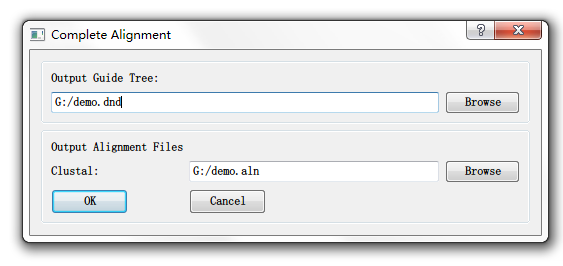 Complete Alignment
?
Output Guide Tree:
G:/demo.dnd
Browse
Output Alignment Files
Clustal:
G:/demo.aln
Browse
OK
Cancel